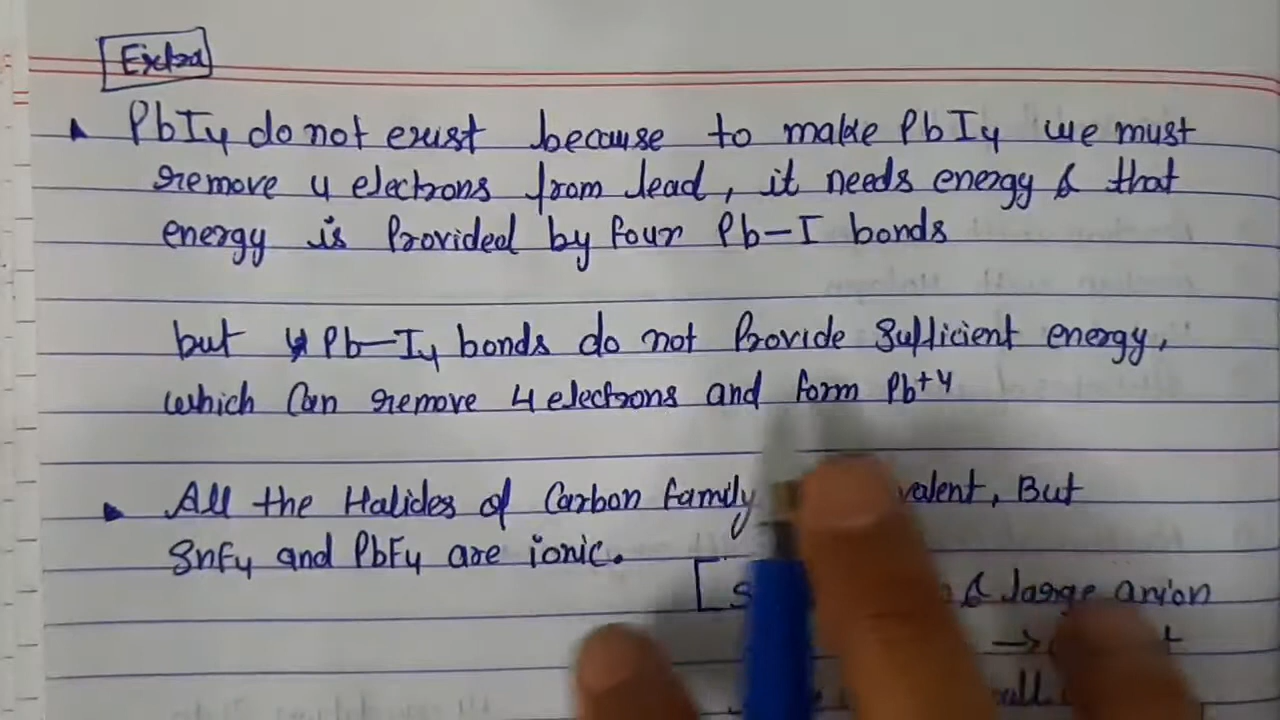 Extra
PbI4 do not exist because to make PbI4 we must
remove 4 electrons from lead, it needs energy & that
energy is Provided by four Pb-I bonds
but 4 Pb-I4 bonds do not Provide Sufficient energy,
which Can remove 4 electrons and form Pb+4
All the Halides of Carbon family valent, But
SnF4 and PbF4 are ionic.
[ & large anion
→